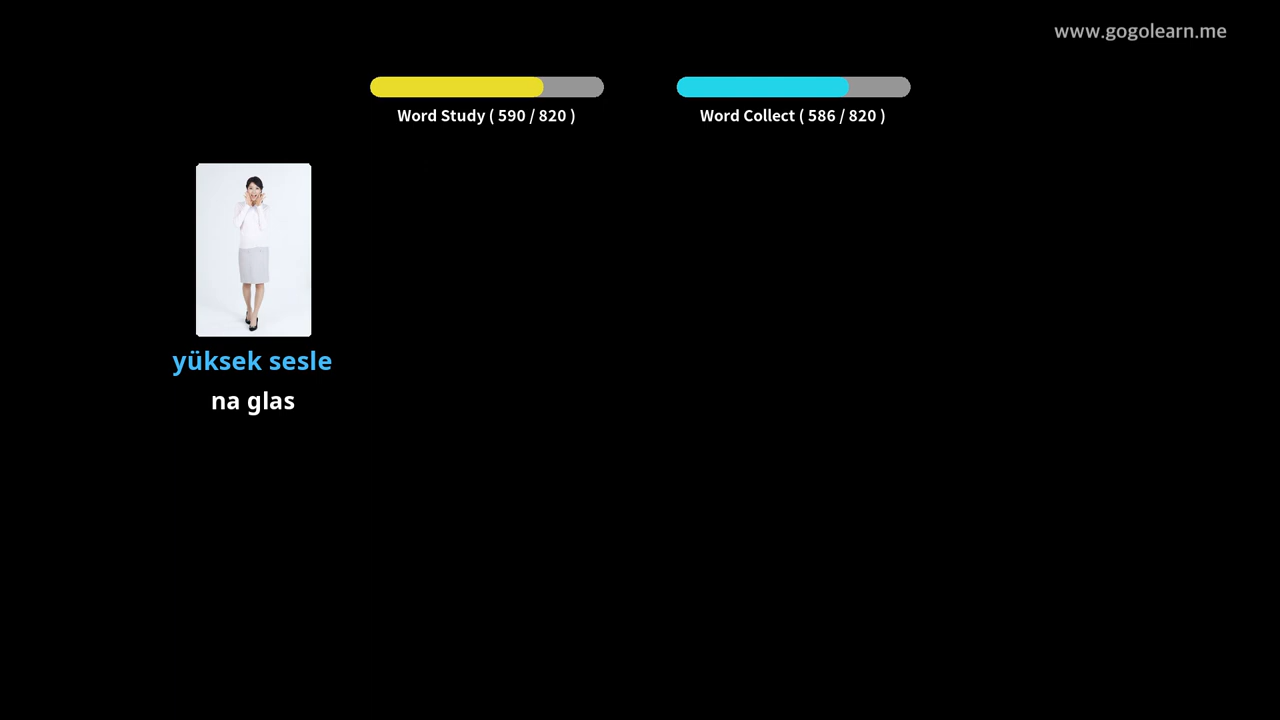 www.gogolearn.me
Word Study ( 590 / 820 )
Word Collect ( 586 / 820 )
yüksek sesle
na glas